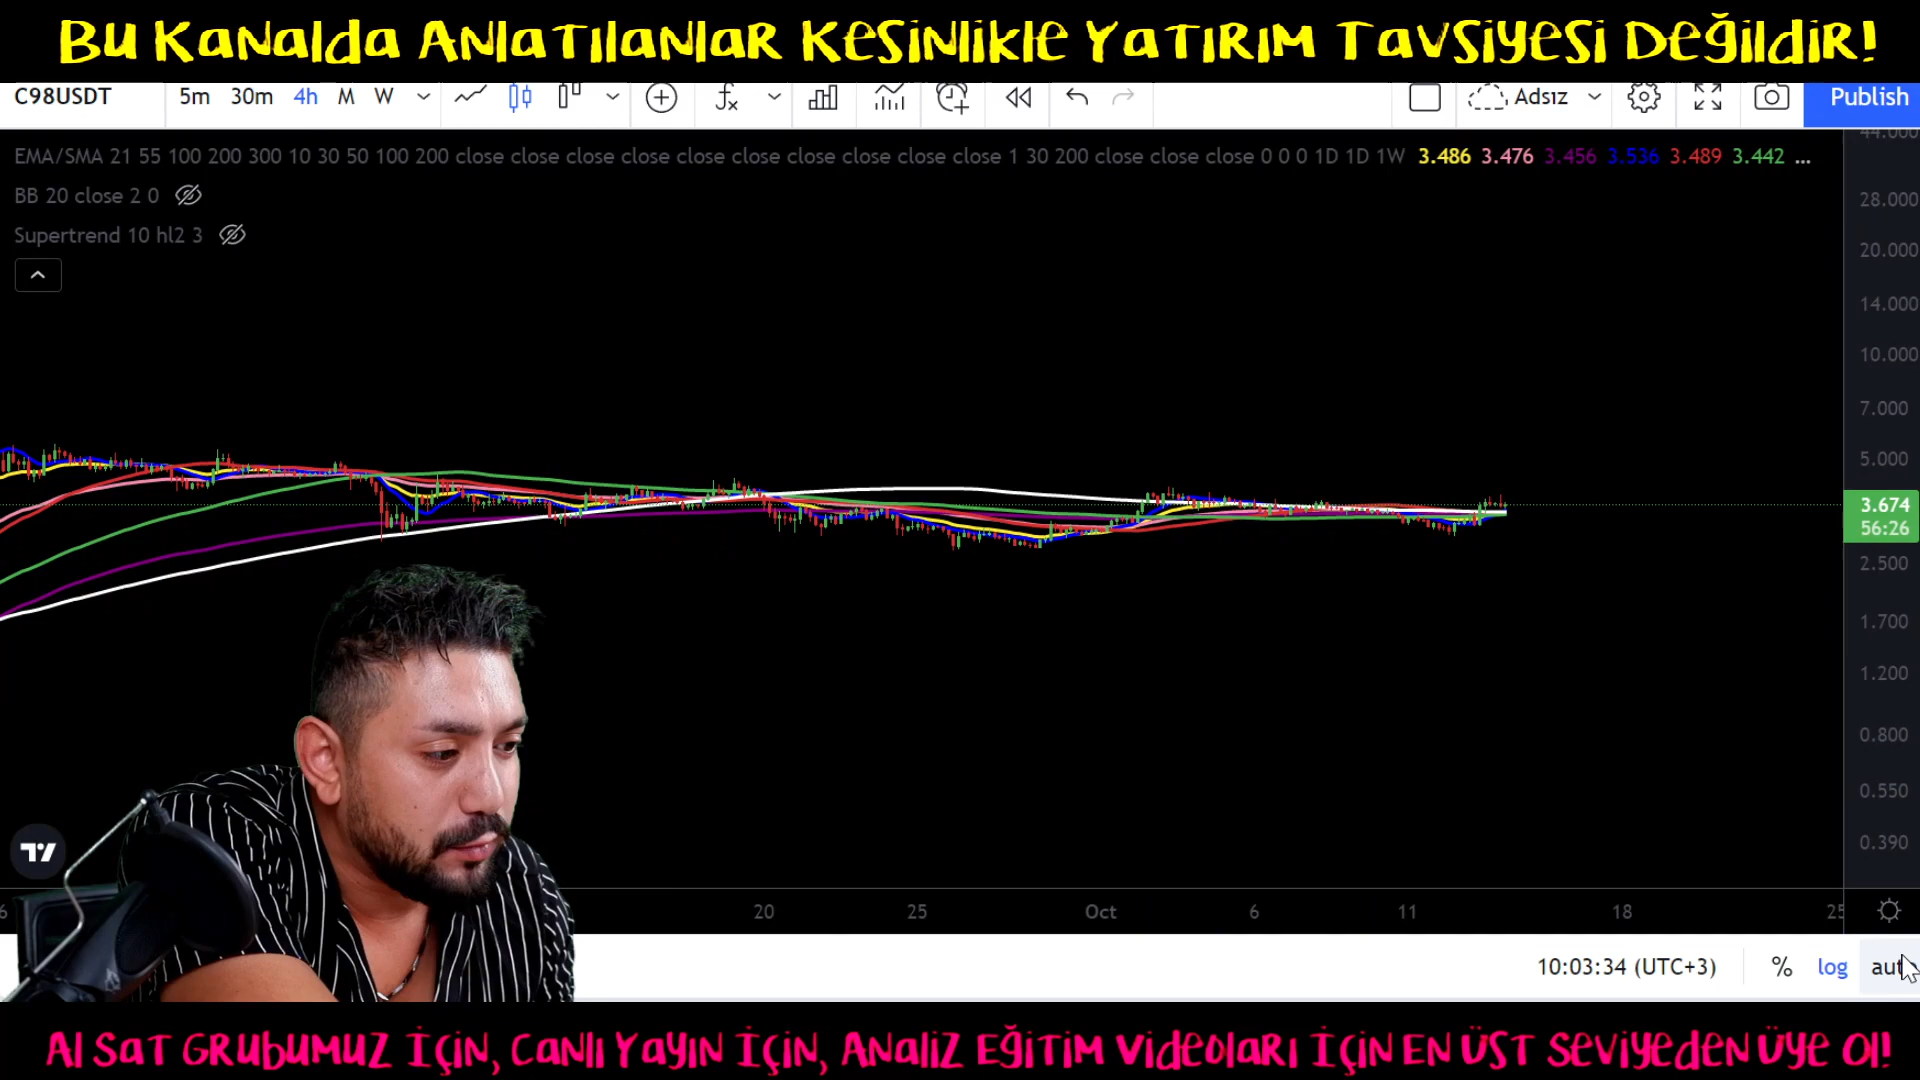 Bu Kanalda Anlatılanlar Kesinlikle Yatırım Tavsiyesi Değildir!
C98USDT 5m 30m 4h M W Adsız Publish
EMA/SMA 21 55 100 200 300 10 30 50 100 200 close close close close close close close close close close 1 30 200 close close close 0 0 0 1D 1D 1W 3.486 3.476 3.456 3.536 3.489 3.442 ...
BB 20 close 2 0
Supertrend 10 hl2 3
44.000
28.000
20.000
14.000
10.000
7.000
5.000
3.674
56:26
2.500
1.700
1.200
0.800
0.550
0.390
6 20 25 Oct 6 11 18 25
10:03:34 (UTC+3) % log
Al Sat Grubumuz İçin, Canlı Yayın İçin, Analiz Eğitim Videoları İçin En Üst Seviyeden Üye Ol!